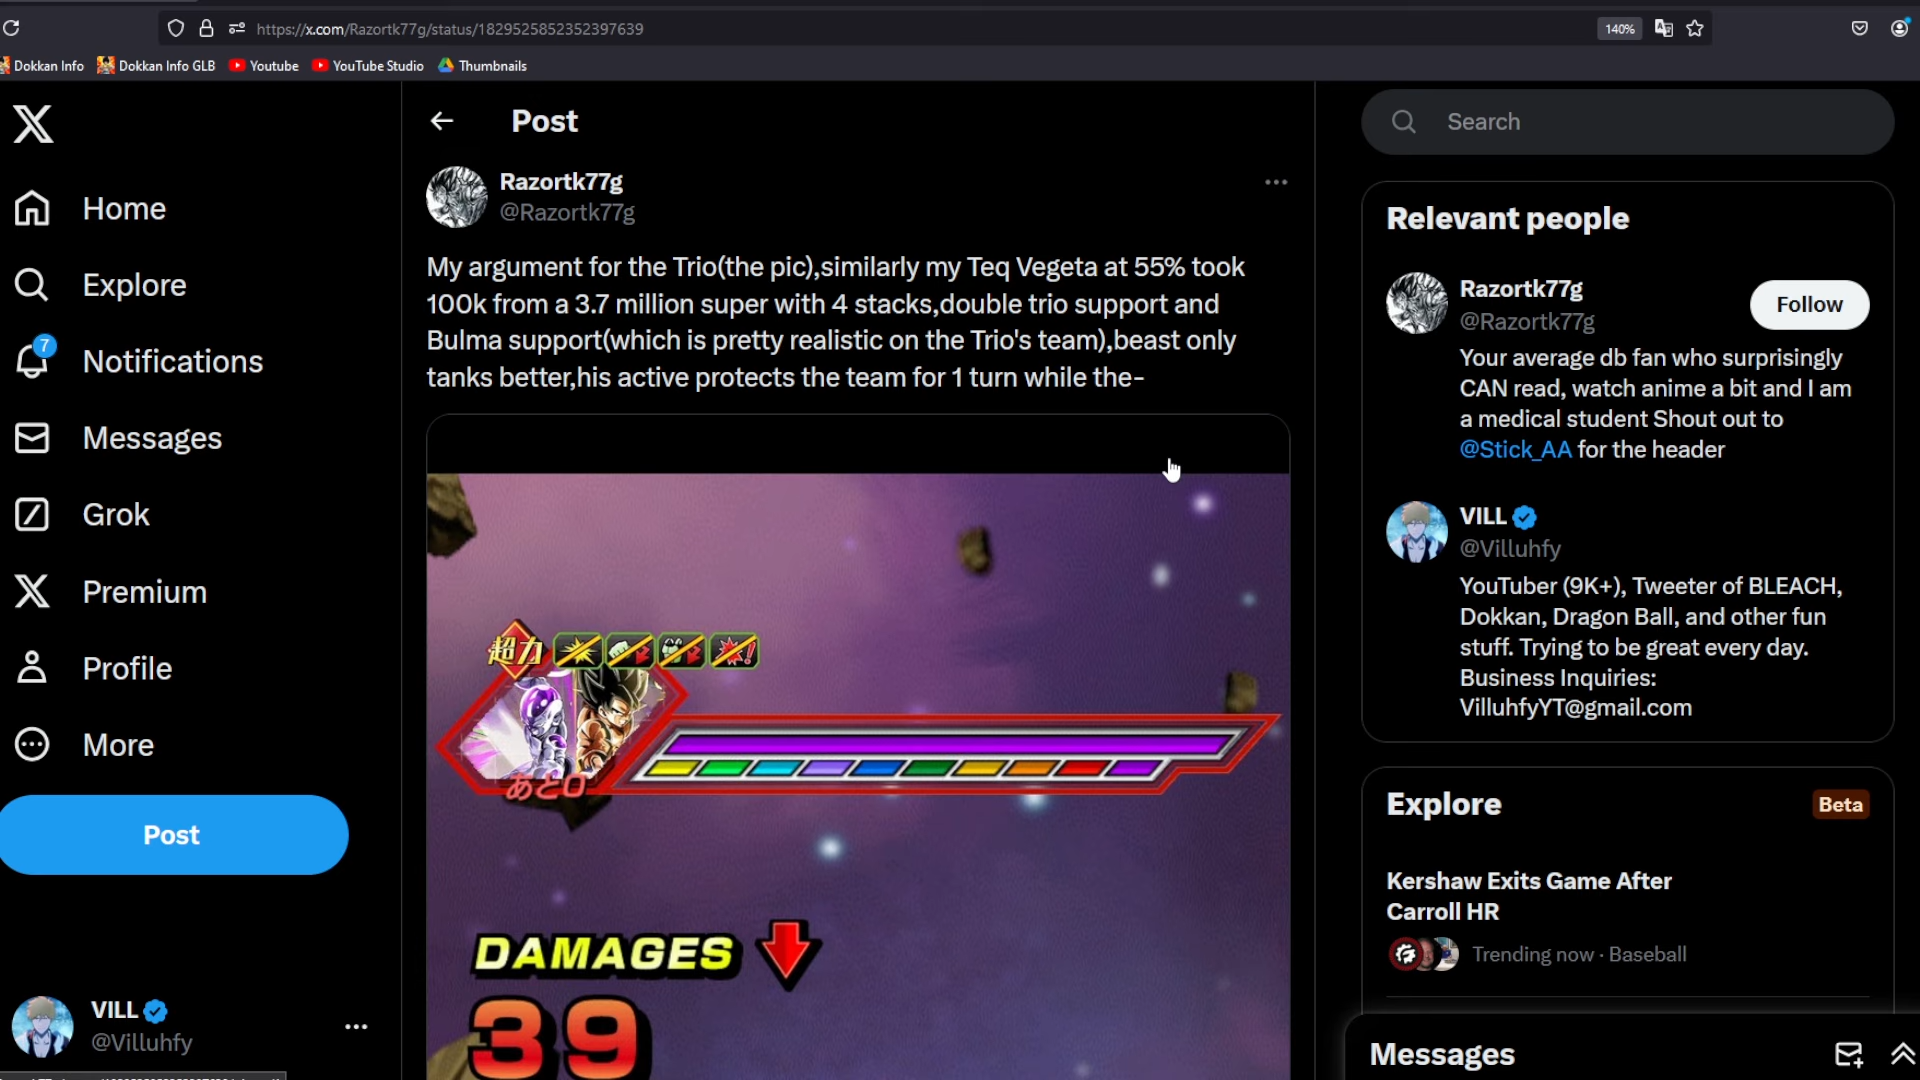 https://x.com/Razortk77g/status/1829525852352397639
140%
Dokkan Info
Dokkan Info GLB
Youtube
YouTube Studio
Thumbnails
Home
Explore
7
Notifications
Messages
Grok
Premium
Profile
More
Post
VILL
@Villuhfy
Post
Razortk77g
@Razortk77g
My argument for the Trio(the pic),similarly my Teq Vegeta at 55% took
100k from a 3.7 million super with 4 stacks,double trio support and
Bulma support(which is pretty realistic on the Trio's team),beast only
tanks better,his active protects the team for 1 turn while the-
超力
あと0
DAMAGES
39
Search
Relevant people
Razortk77g
@Razortk77g
Follow
Your average db fan who surprisingly
CAN read, watch anime a bit and I am
a medical student Shout out to
@Stick_AA for the header
VILL
@Villuhfy
YouTuber (9K+), Tweeter of BLEACH,
Dokkan, Dragon Ball, and other fun
stuff. Trying to be great every day.
Business Inquiries:
VilluhfyYT@gmail.com
Explore
Beta
Kershaw Exits Game After
Carroll HR
Trending now · Baseball
Messages